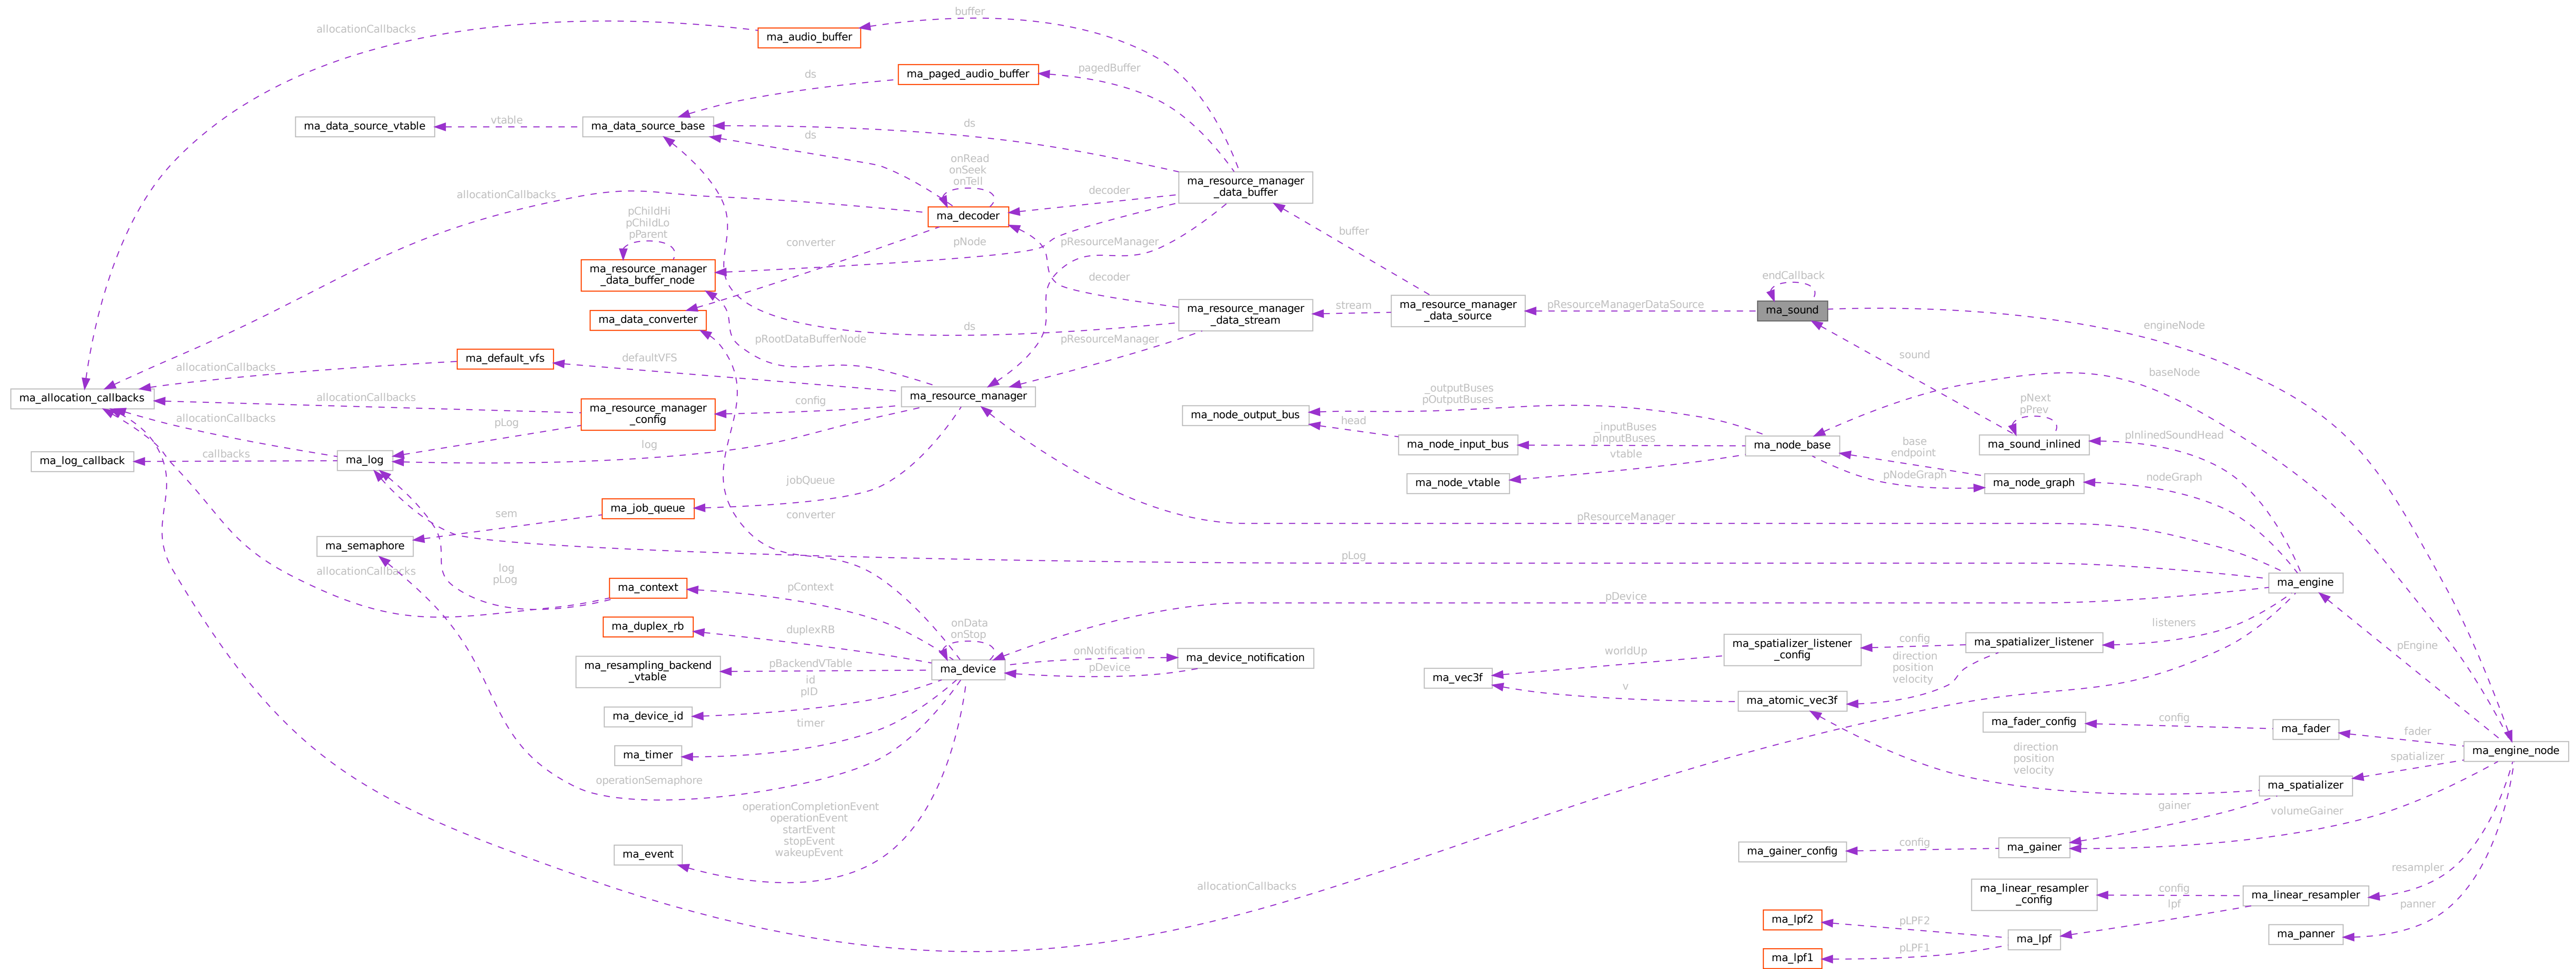 buffer
allocationCallbacks
ma_audio_buffer
pagedBuffer
ds
ma_paged_audio_buffer
ma_data_source_vtable
vtable
ma_data_source_base
ds
ds
onRead
onSeek
onTell
ma_resource_manager
_data_buffer
decoder
allocationCallbacks
ma_decoder
pChildHi
pChildLo
pParent
converter
pNode
pResourceManager
buffer
ma_resource_manager
_data_buffer_node
decoder
endCallback
ma_data_converter
ma_resource_manager
_data_stream
stream
ma_resource_manager
_data_source
pResourceManagerDataSource
ma_sound
ds
engineNode
pRootDataBufferNode
pResourceManager
ma_default_vfs
defaultVFS
sound
allocationCallbacks
baseNode
ma_allocation_callbacks
allocationCallbacks
ma_resource_manager
_config
config
ma_resource_manager
_outputBuses
pOutputBuses
pNext
pPrev
allocationCallbacks
pLog
ma_node_output_bus
head
ma_node_input_bus
_inputBuses
pInputBuses
ma_node_base
base
endpoint
ma_sound_inlined
pInlinedSoundHead
log
ma_log_callback
callbacks
ma_log
vtable
ma_node_vtable
pNodeGraph
ma_node_graph
nodeGraph
jobQueue
sem
ma_job_queue
converter
pResourceManager
ma_semaphore
pLog
allocationCallbacks
log
pLog
ma_context
pContext
ma_engine
pDevice
ma_duplex_rb
duplexRB
onData
onStop
listeners
ma_resampling_backend
_vtable
pBackendVTable
ma_device
onNotification
pDevice
ma_device_notification
worldUp
ma_spatializer_listener
_config
config
ma_spatializer_listener
pEngine
id
pID
ma_vec3f
v
ma_atomic_vec3f
direction
position
velocity
ma_device_id
timer
ma_fader_config
config
ma_fader
fader
ma_engine_node
ma_timer
direction
position
velocity
spatializer
operationSemaphore
ma_spatializer
operationCompletionEvent
operationEvent
startEvent
stopEvent
wakeupEvent
gainer
volumeGainer
ma_event
ma_gainer_config
config
ma_gainer
resampler
allocationCallbacks
ma_linear_resampler
_config
config
ma_linear_resampler
lpf
panner
ma_lpf2
pLPF2
ma_lpf
ma_panner
ma_lpf1
pLPF1